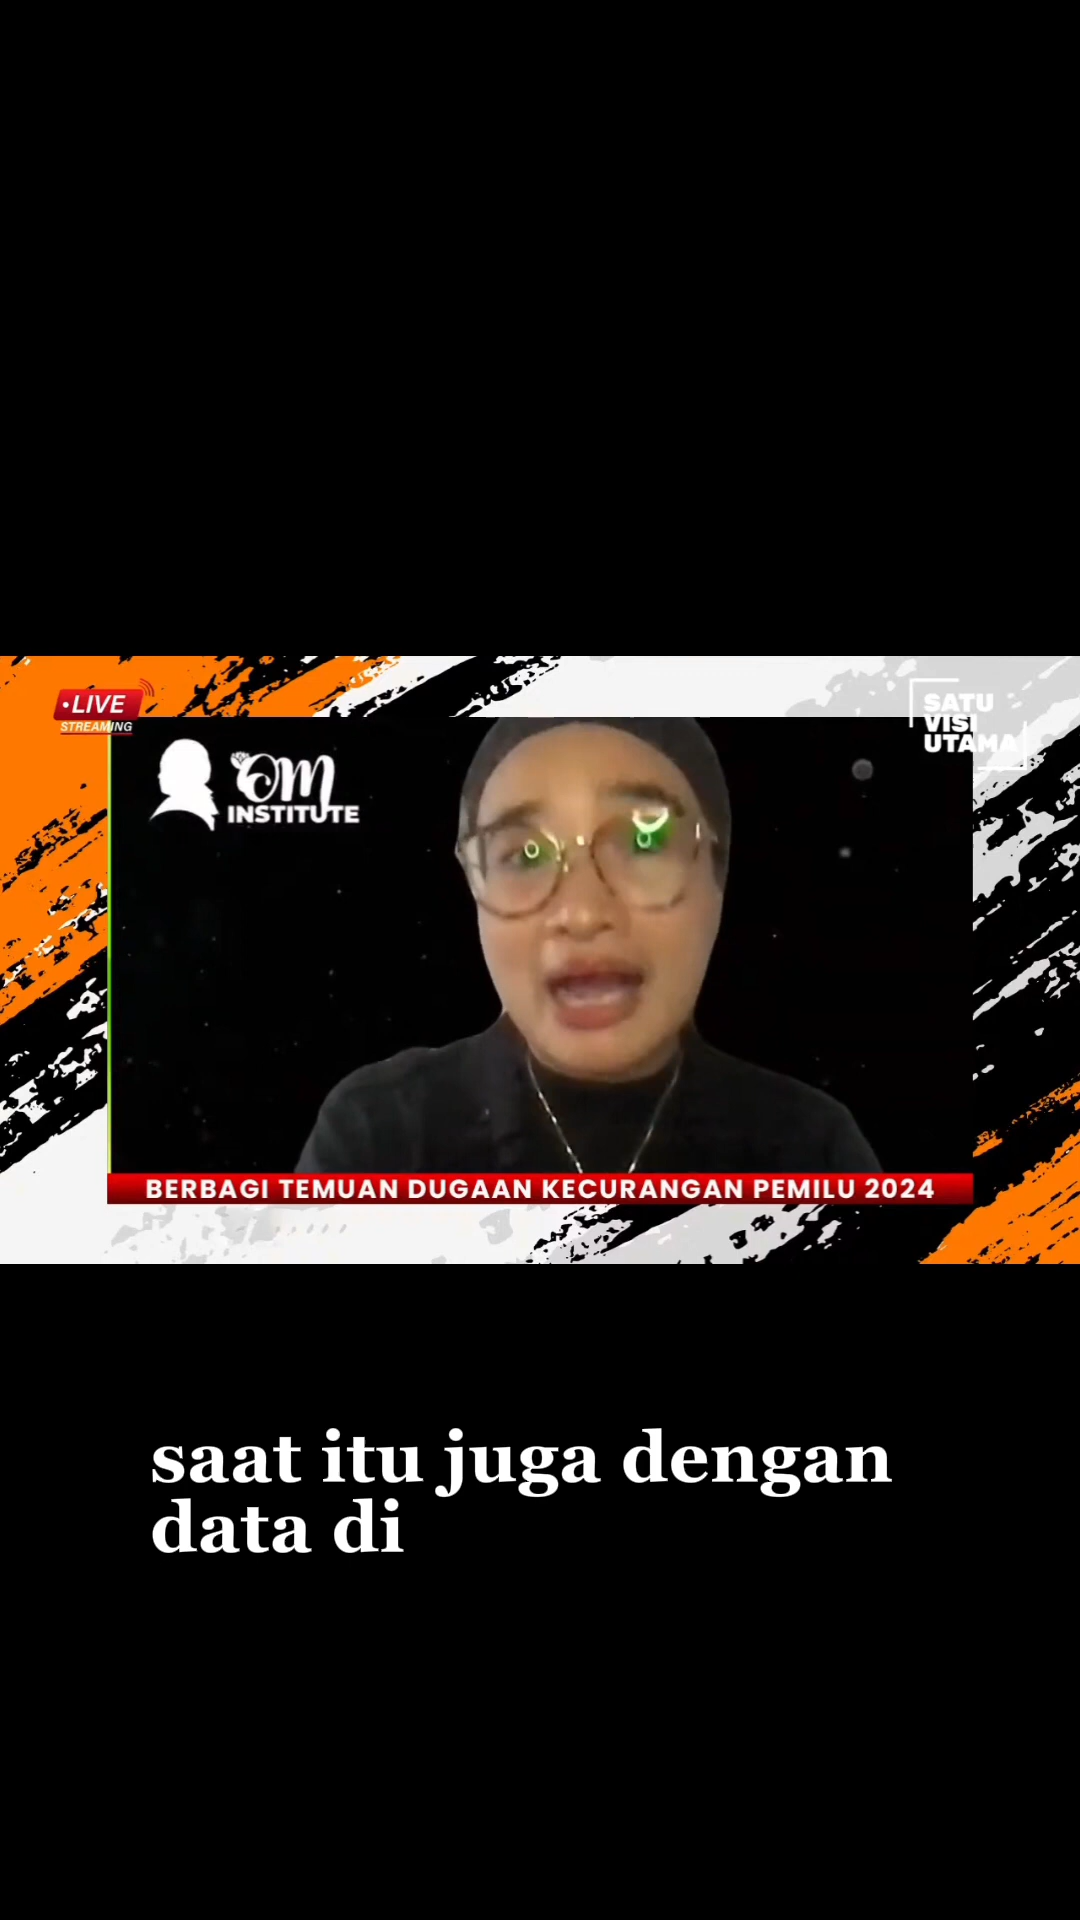 LIVE
STREAMING
SATU
VISI
UTAMA
OM
INSTITUTE
BERBAGI TEMUAN DUGAAN KECURANGAN PEMILU 2024
saat itu juga dengan
data di